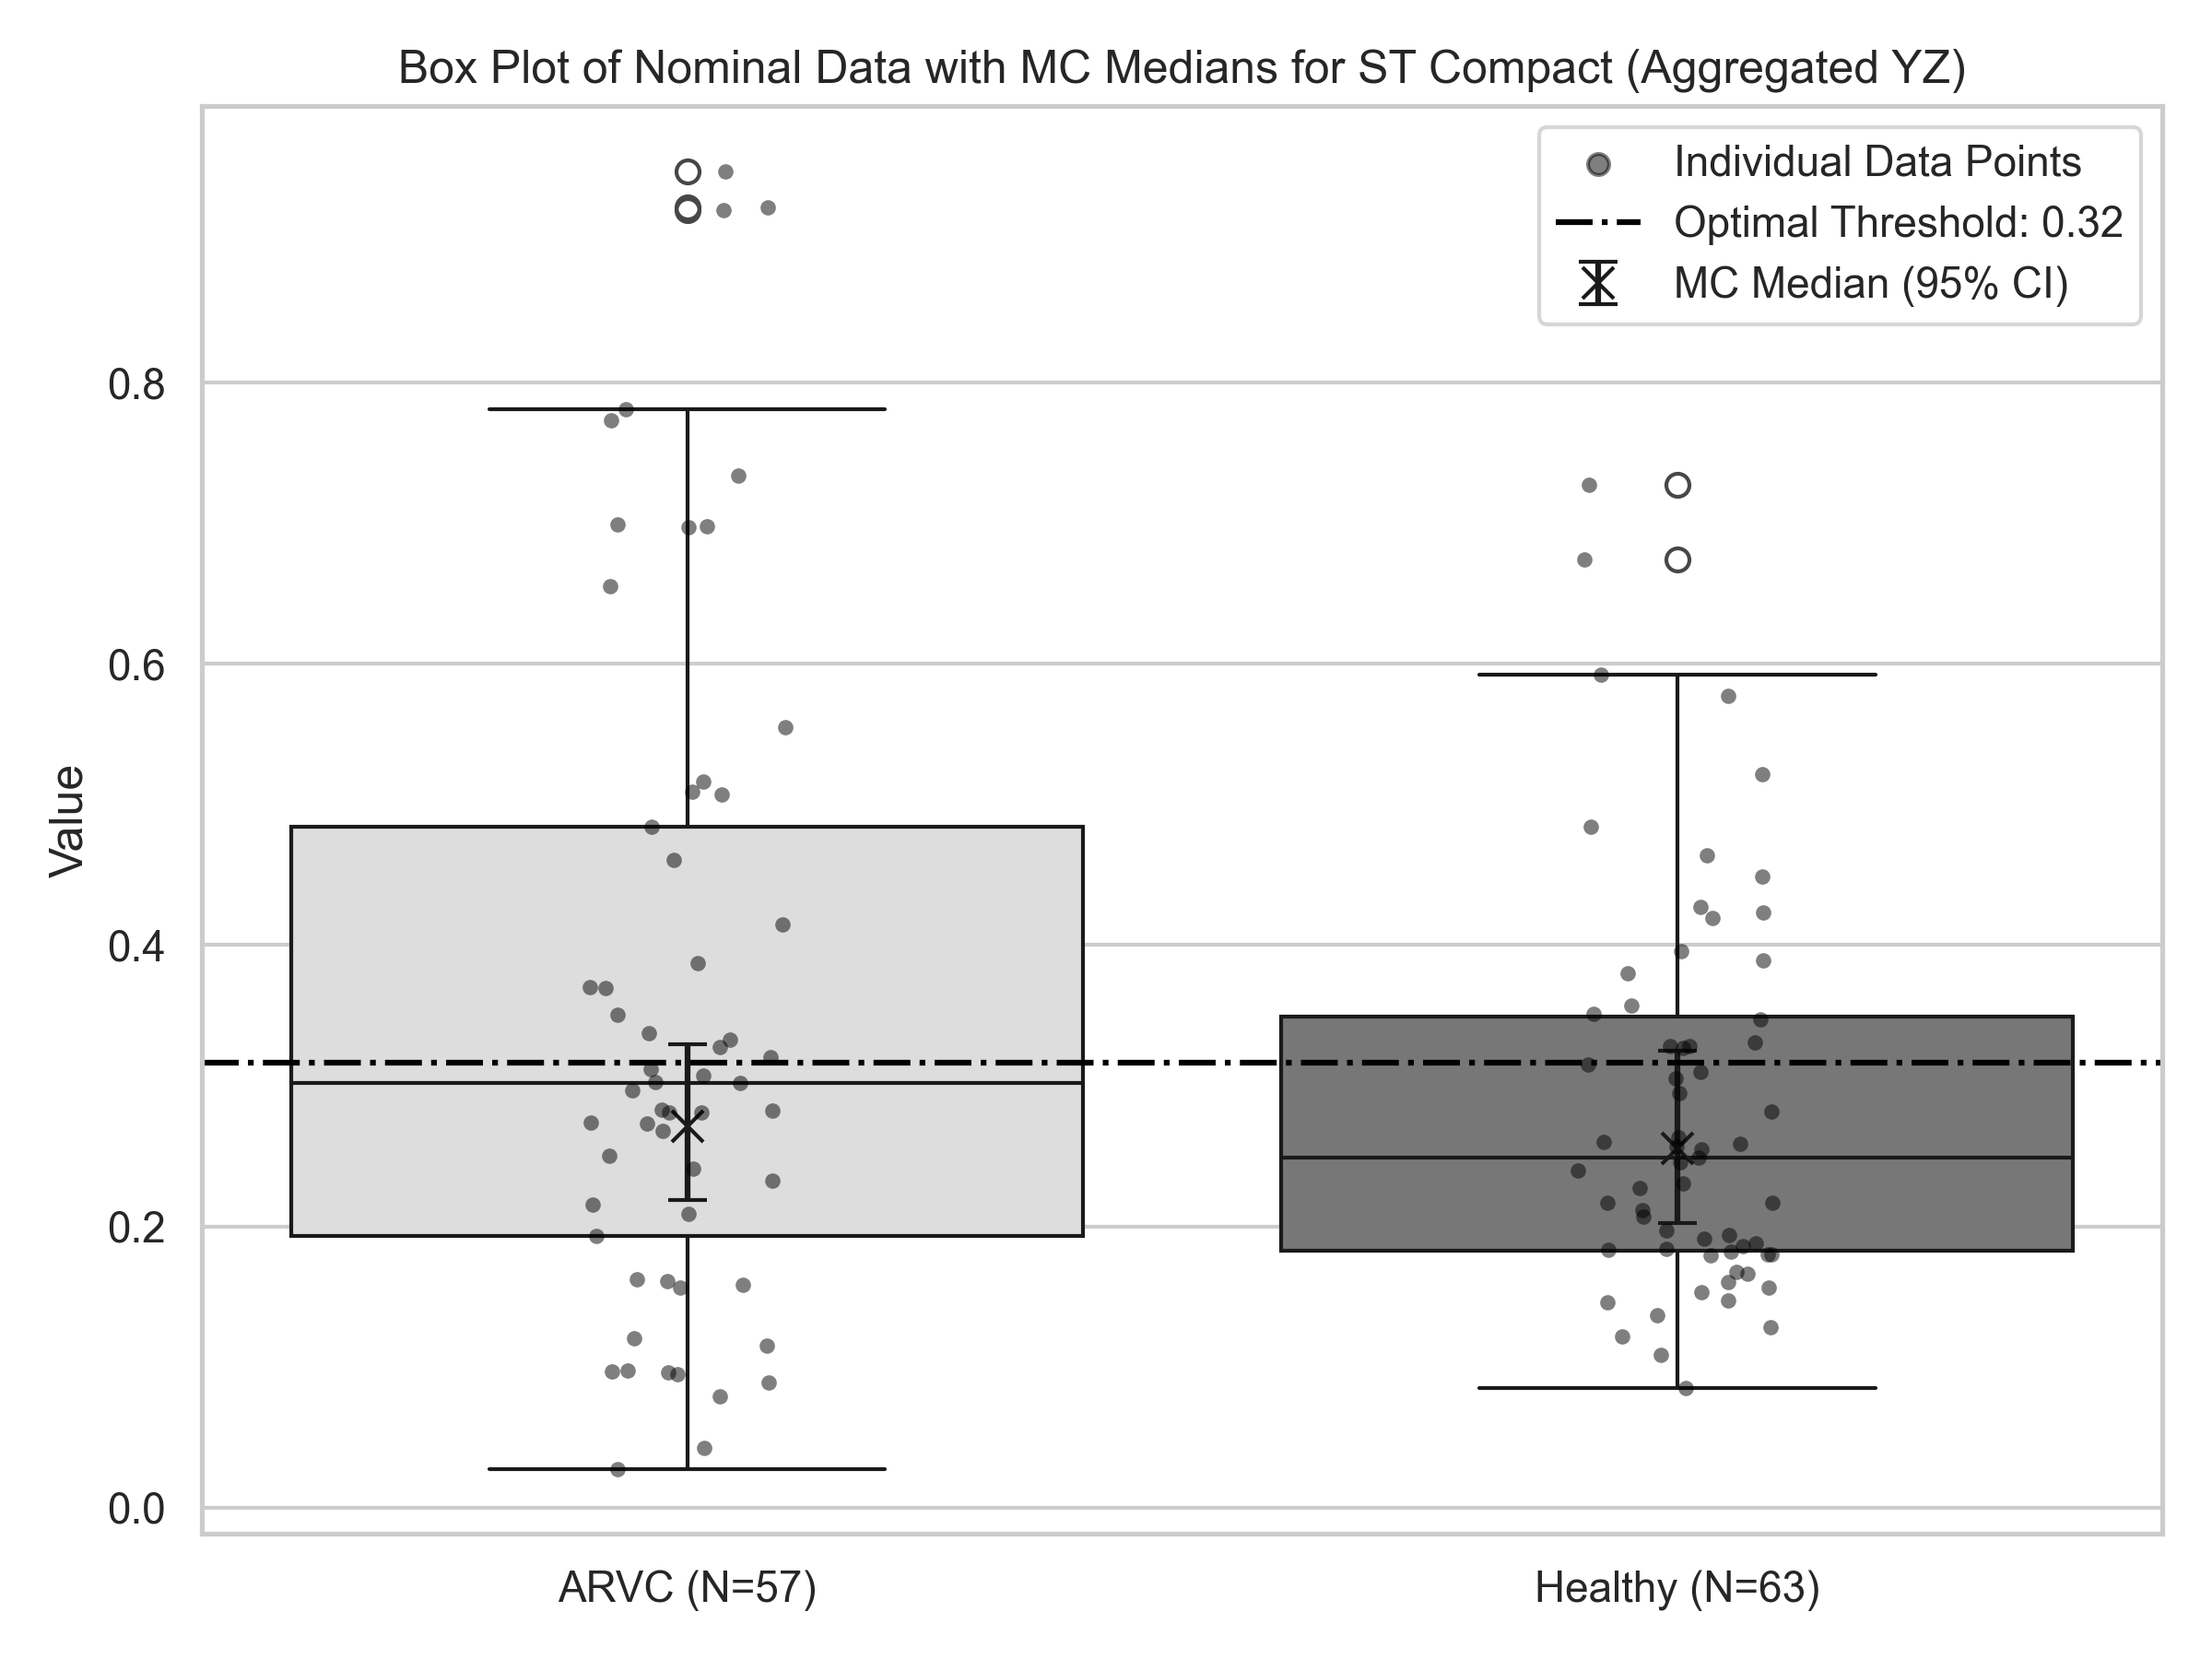 Box Plot of Nominal Data with MC Medians for ST Compact (Aggregated YZ)
Individual Data Points
Optimal Threshold: 0.32
MC Median (95% CI)
Value
0.8
0.6
0.4
0.2
0.0
ARVC (N=57)
Healthy (N=63)